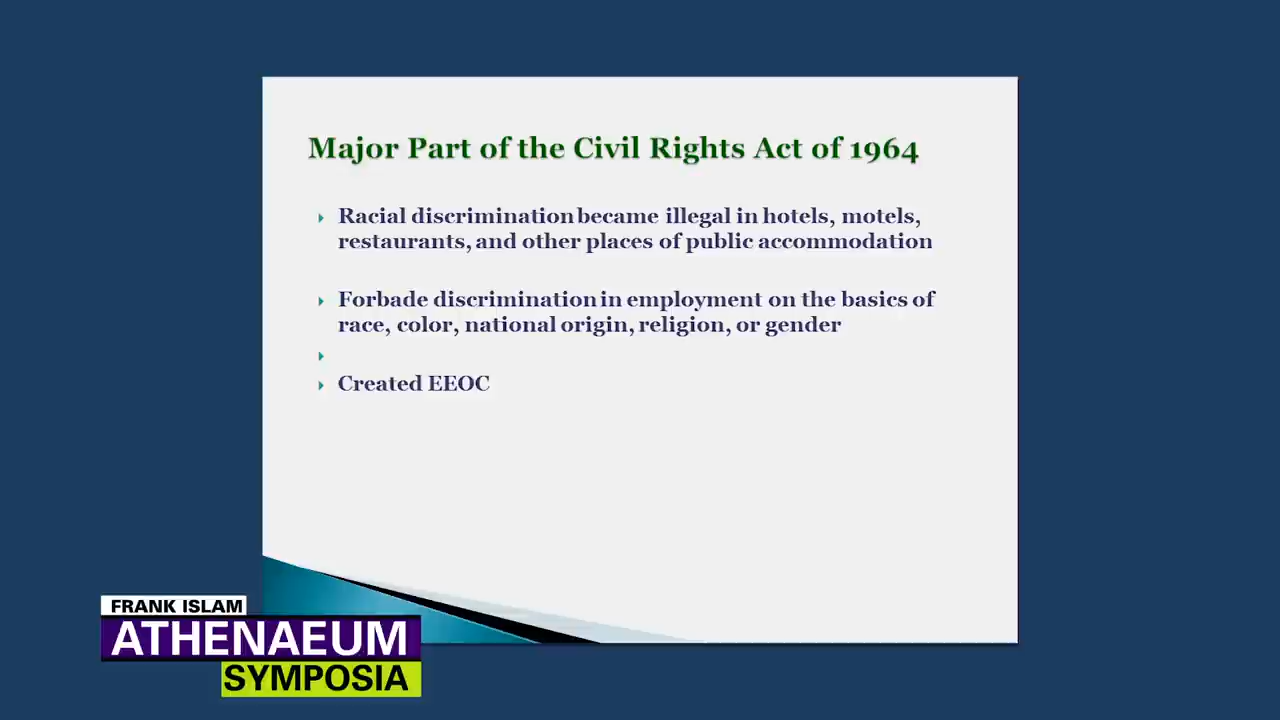 Major Part of the Civil Rights Act of 1964
Racial discrimination became illegal in hotels, motels,
restaurants, and other places of public accommodation
Forbade discrimination in employment on the basics of
race, color, national origin, religion, or gender
Created EEOC
FRANK ISLAM
ATHENAEUM
SYMPOSIA